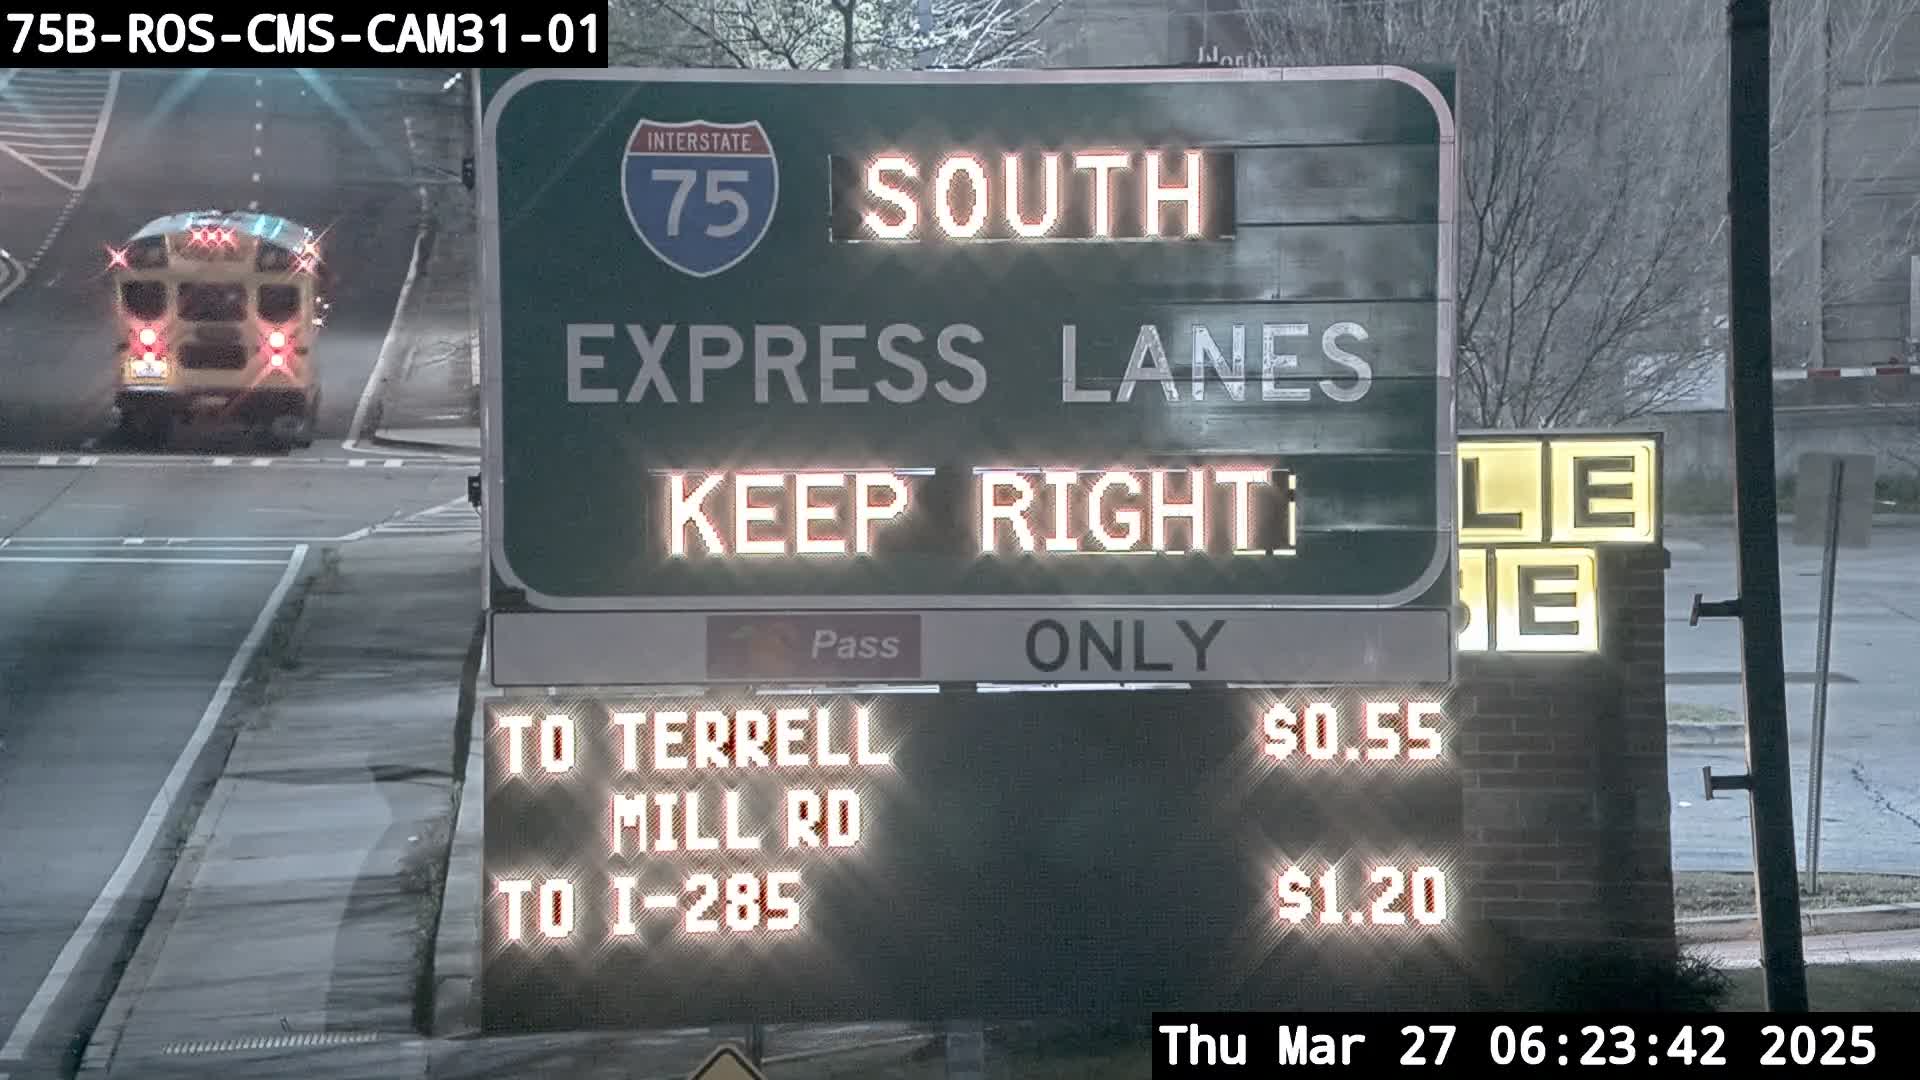 75B-ROS-CMS-CAM31-01
INTERSTATE
75
SOUTH
EXPRESS LANES
KEEP RIGHT
Pass ONLY
TO TERRELL $0.55
MILL RD
TO I-285 $1.20
LE
E
Thu Mar 27 06:23:42 2025